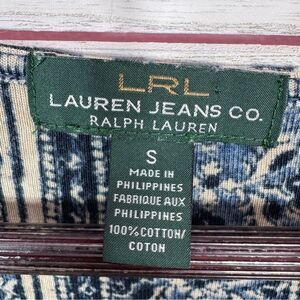 LRL
LAUREN JEANS CO.
RALPH LAUREN
S
MADE IN
PHILIPPINES
FABRIQUE AUX
PHILIPPINES
100% COTTON/
COTON